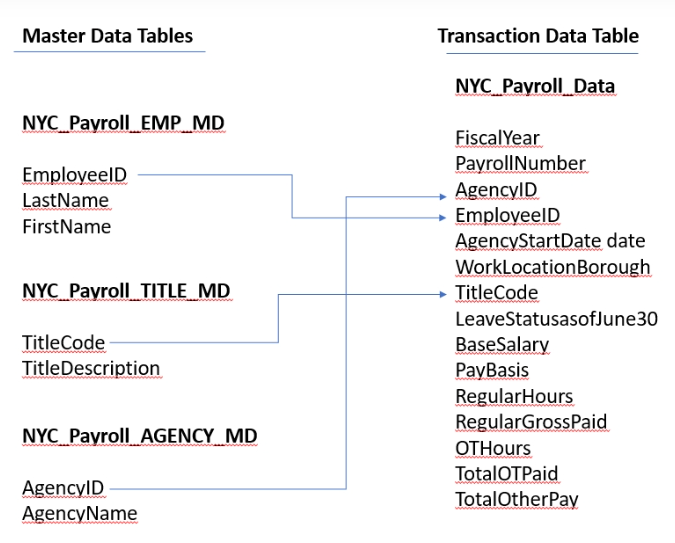 Master Data Tables
NYC_Payroll_EMP_MD
EmployeeID
LastName
FirstName
NYC_Payroll_TITLE_MD
TitleCode
TitleDescription
NYC_Payroll_AGENCY_MD
AgencyID
AgencyName
Transaction Data Table
NYC_Payroll_Data
FiscalYear
PayrollNumber
AgencyID
EmployeeID
AgencyStartDate date
WorkLocationBorough
TitleCode
LeaveStatusasofJune30
BaseSalary
PayBasis
RegularHours
RegularGrossPaid
OTHours
TotalOTPaid
TotalOtherPay